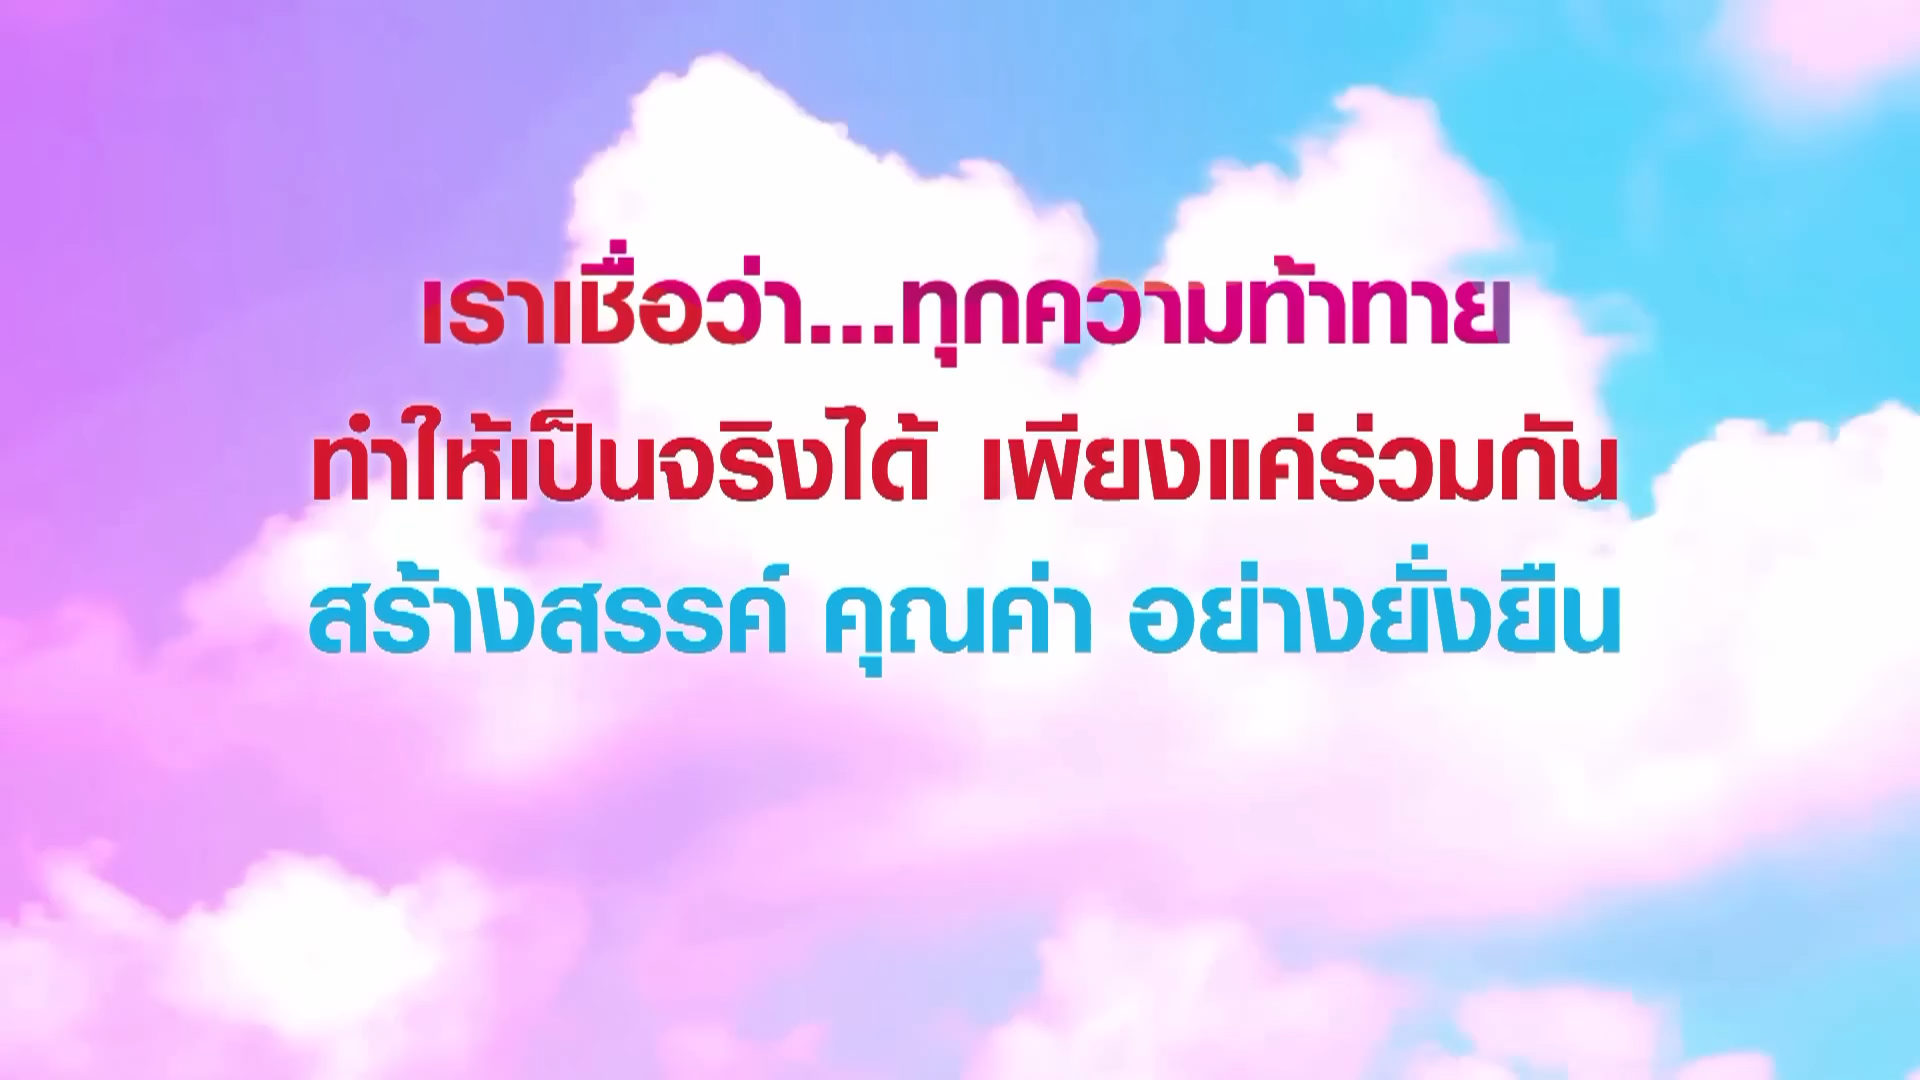 เราเชื่อว่า...ทุกความท้าทาย
ทำให้เป็นจริงได้ เพียงแค่ร่วมกัน
สร้างสรรค์ คุณค่า อย่างยั่งยืน